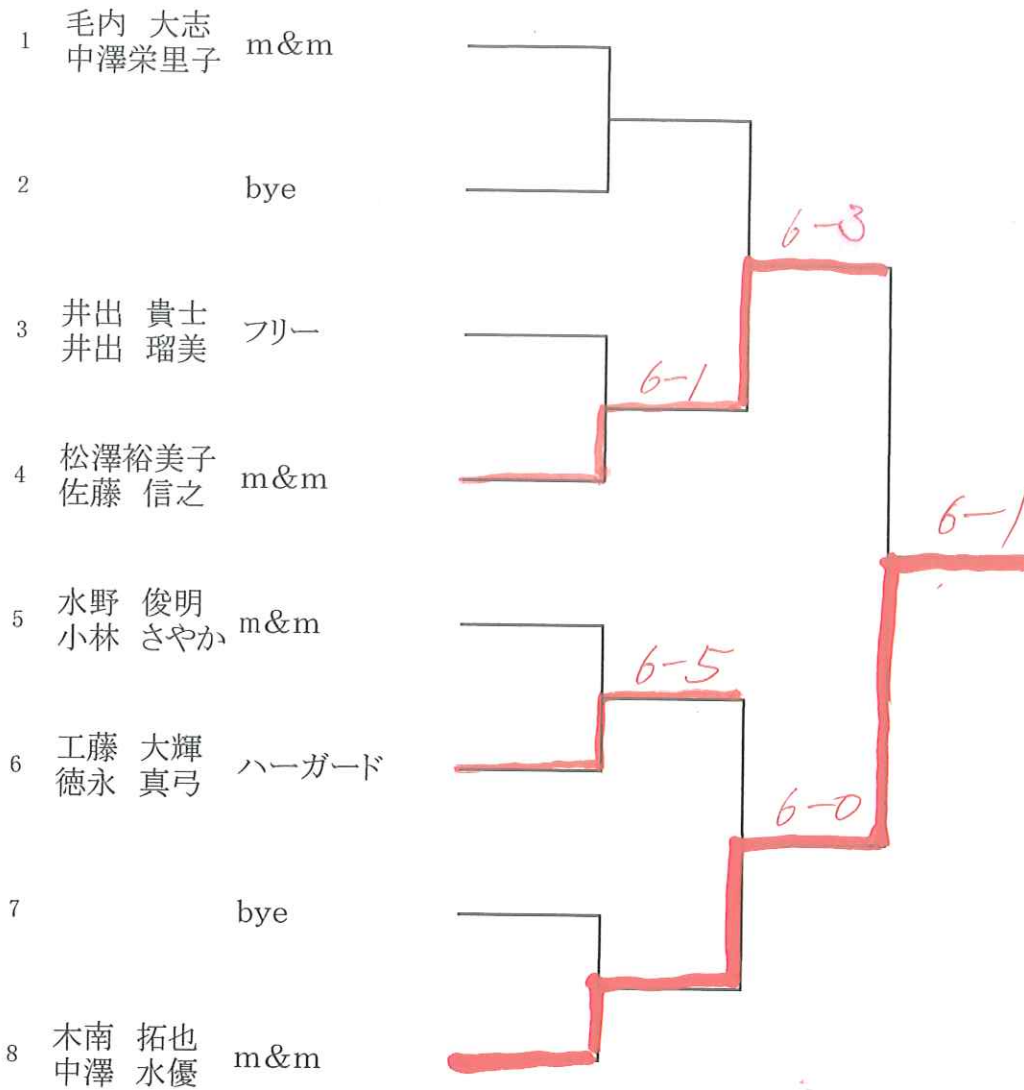 1 毛内 大志 m&m
中澤栄里子
2 bye
6-3
3 井出 貴士 フリー
井出 瑠美
6-1
4 松澤裕美子 m&m
佐藤 信之
6-1
5 水野 俊明 m&m
小林 さやか
6-5
6 工藤 大輝 ハーガード
徳永 真弓
6-0
7 bye
8 木南 拓也 m&m
中澤 水優